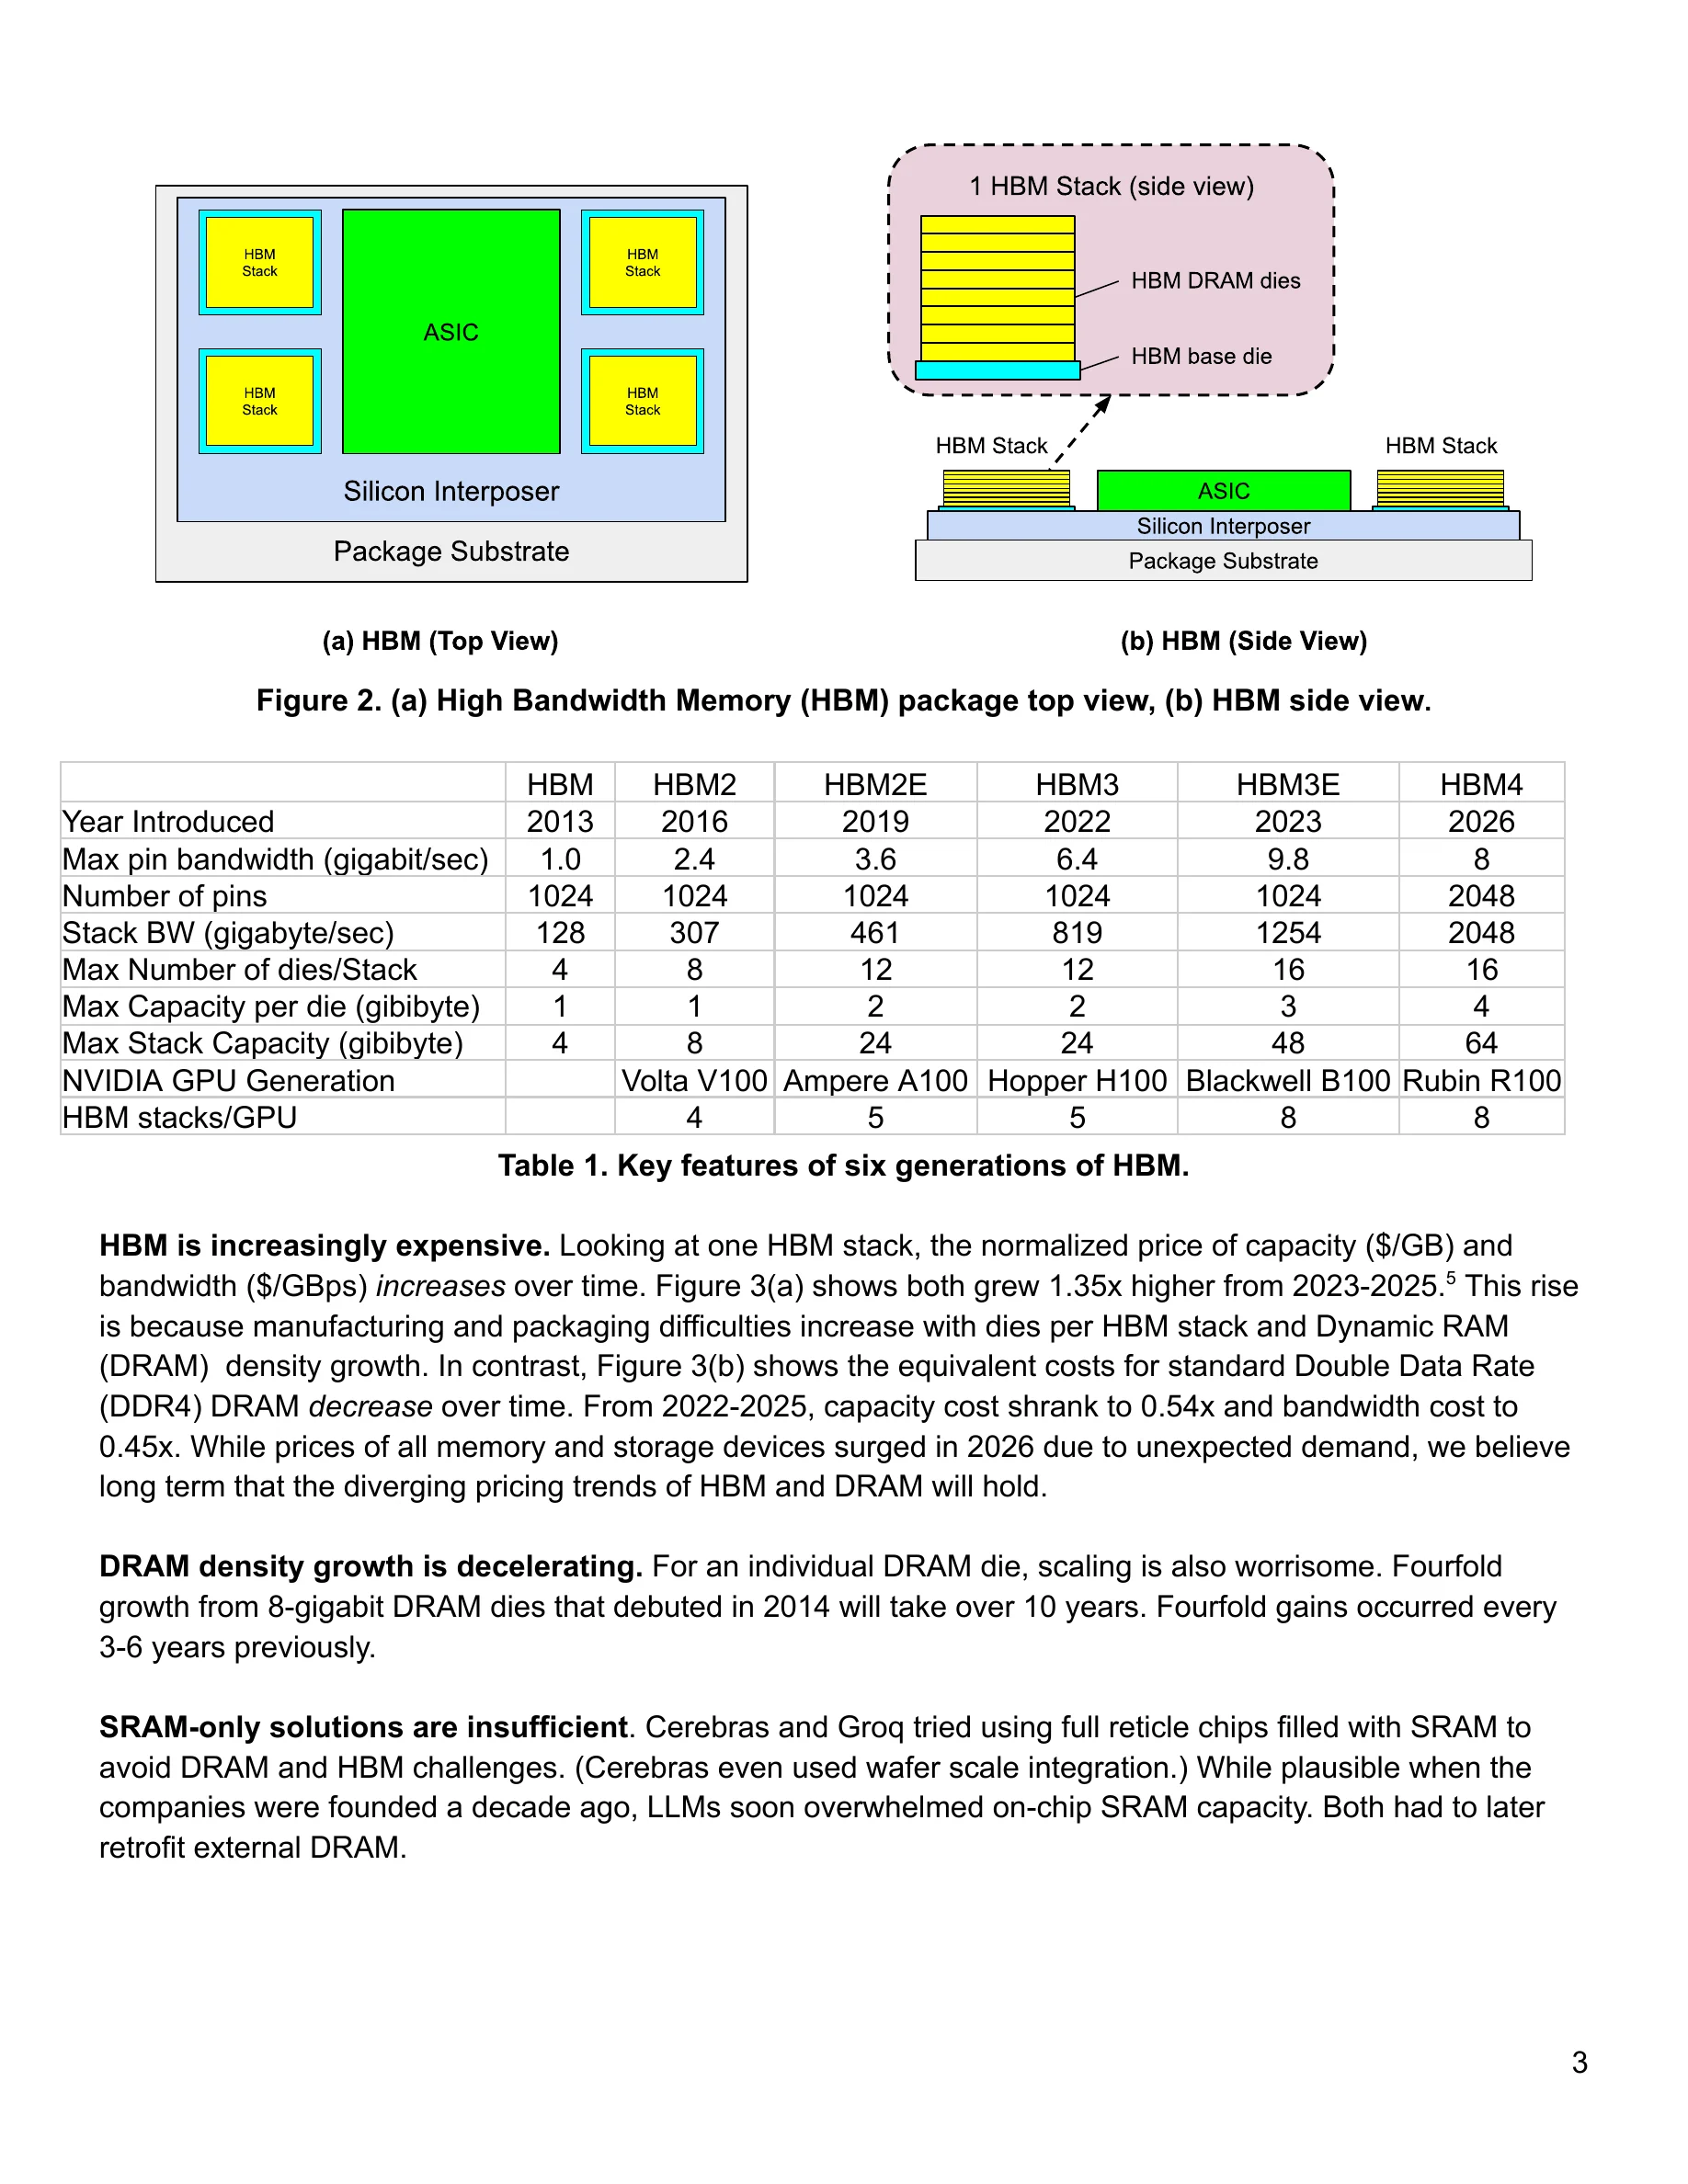 HBM
Stack
HBM
Stack
ASIC
HBM
Stack
HBM
Stack
Silicon Interposer
Package Substrate
1 HBM Stack (side view)
HBM DRAM dies
HBM base die
HBM Stack
HBM Stack
ASIC
Silicon Interposer
Package Substrate
(a) HBM (Top View)
(b) HBM (Side View)
Figure 2. (a) High Bandwidth Memory (HBM) package top view, (b) HBM side view.
HBM HBM2 HBM2E HBM3 HBM3E HBM4
Year Introduced 2013 2016 2019 2022 2023 2026
Max pin bandwidth (gigabit/sec) 1.0 2.4 3.6 6.4 9.8 8
Number of pins 1024 1024 1024 1024 1024 2048
Stack BW (gigabyte/sec) 128 307 461 819 1254 2048
Max Number of dies/Stack 4 8 12 12 16 16
Max Capacity per die (gibibyte) 1 1 2 2 3 4
Max Stack Capacity (gibibyte) 4 8 24 24 48 64
NVIDIA GPU Generation Volta V100 Ampere A100 Hopper H100 Blackwell B100 Rubin R100
HBM stacks/GPU 4 5 5 8 8
Table 1. Key features of six generations of HBM.
HBM is increasingly expensive. Looking at one HBM stack, the normalized price of capacity ($/GB) and
bandwidth ($/GBps) increases over time. Figure 3(a) shows both grew 1.35x higher from 2023-2025.⁵ This rise
is because manufacturing and packaging difficulties increase with dies per HBM stack and Dynamic RAM
(DRAM)  density growth. In contrast, Figure 3(b) shows the equivalent costs for standard Double Data Rate
(DDR4) DRAM decrease over time. From 2022-2025, capacity cost shrank to 0.54x and bandwidth cost to
0.45x. While prices of all memory and storage devices surged in 2026 due to unexpected demand, we believe
long term that the diverging pricing trends of HBM and DRAM will hold.
DRAM density growth is decelerating. For an individual DRAM die, scaling is also worrisome. Fourfold
growth from 8-gigabit DRAM dies that debuted in 2014 will take over 10 years. Fourfold gains occurred every
3-6 years previously.
SRAM-only solutions are insufficient. Cerebras and Groq tried using full reticle chips filled with SRAM to
avoid DRAM and HBM challenges. (Cerebras even used wafer scale integration.) While plausible when the
companies were founded a decade ago, LLMs soon overwhelmed on-chip SRAM capacity. Both had to later
retrofit external DRAM.
3